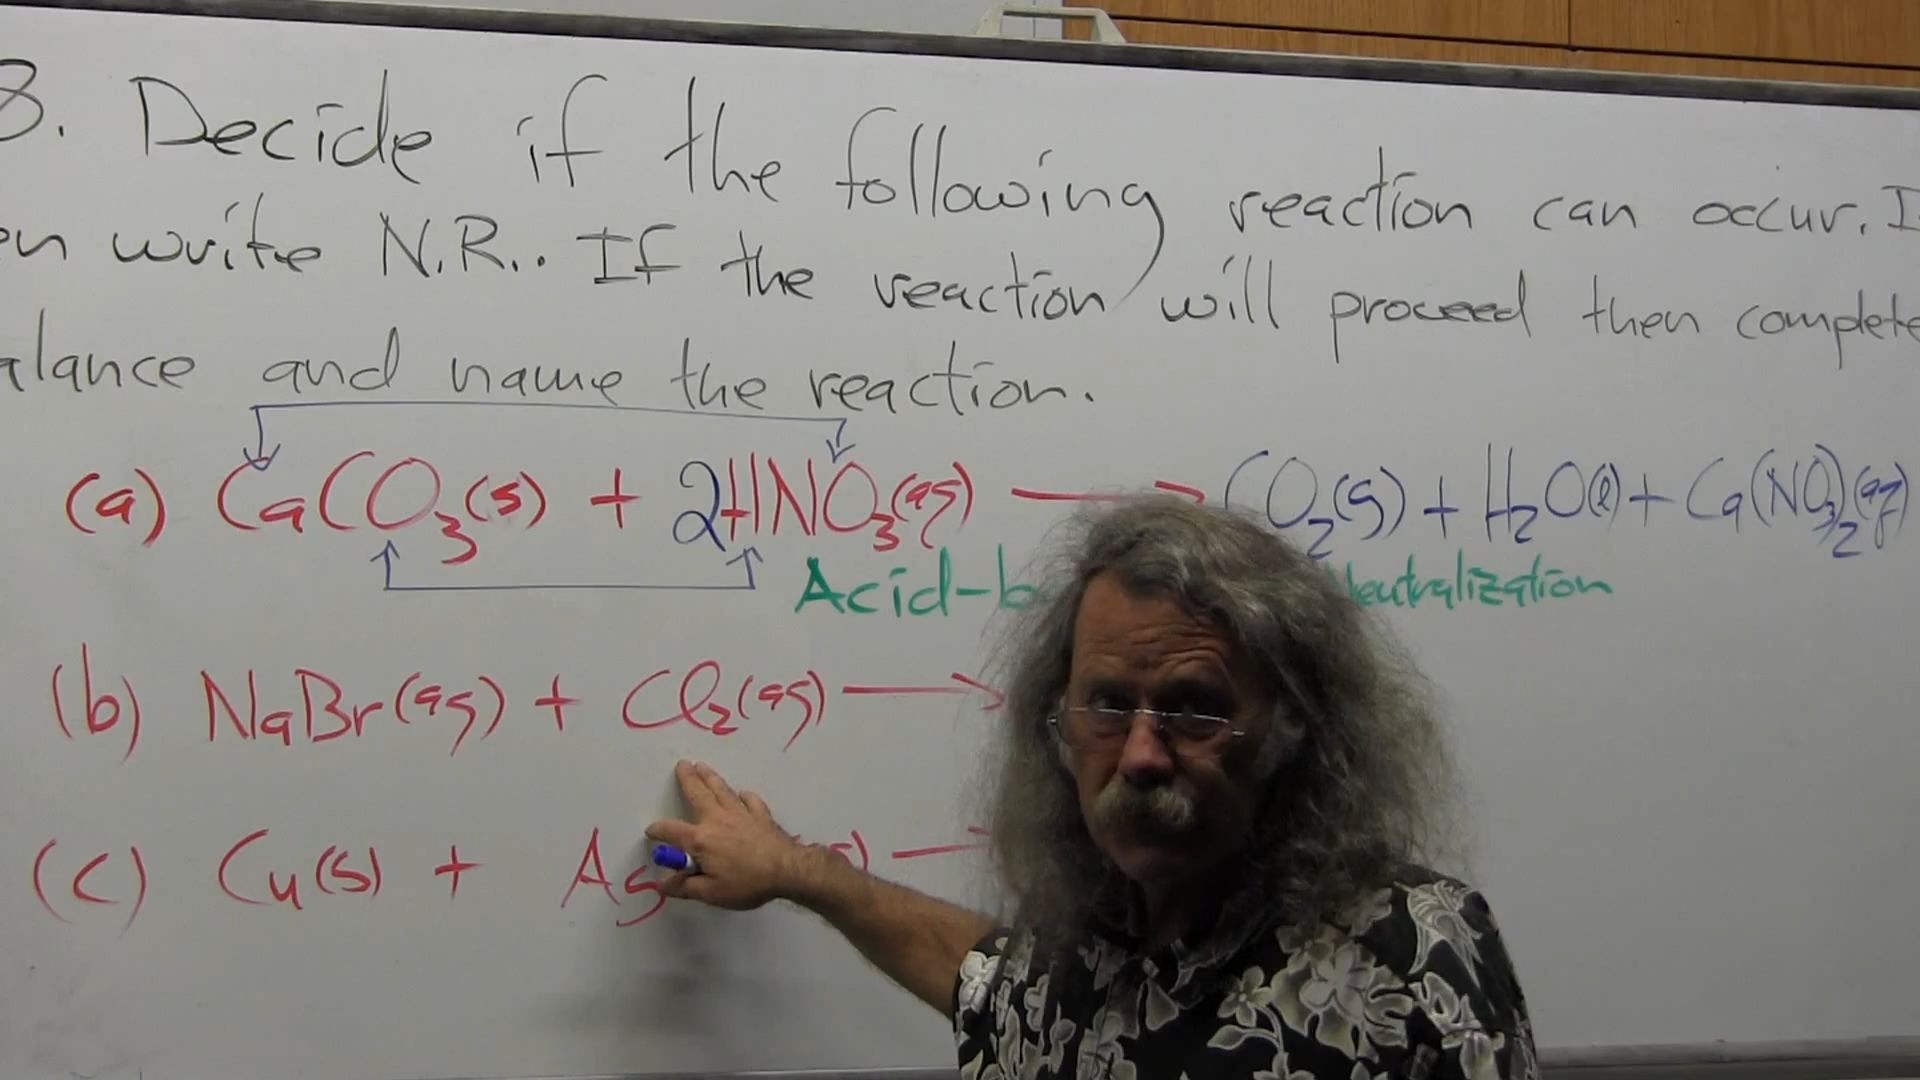 8. Decide if the following reaction can occur. I
en write N.R.. If the reaction will proceed then complete
alance and name the reaction.
(a) CaCO3(s) + 2HNO3(aq) → CO2(g) + H2O(l) + Ca(NO3)2(aq)
Acid-b eutralization
(b) NaBr(aq) + Cl2(aq) →
(c) Cu(s) + Ag